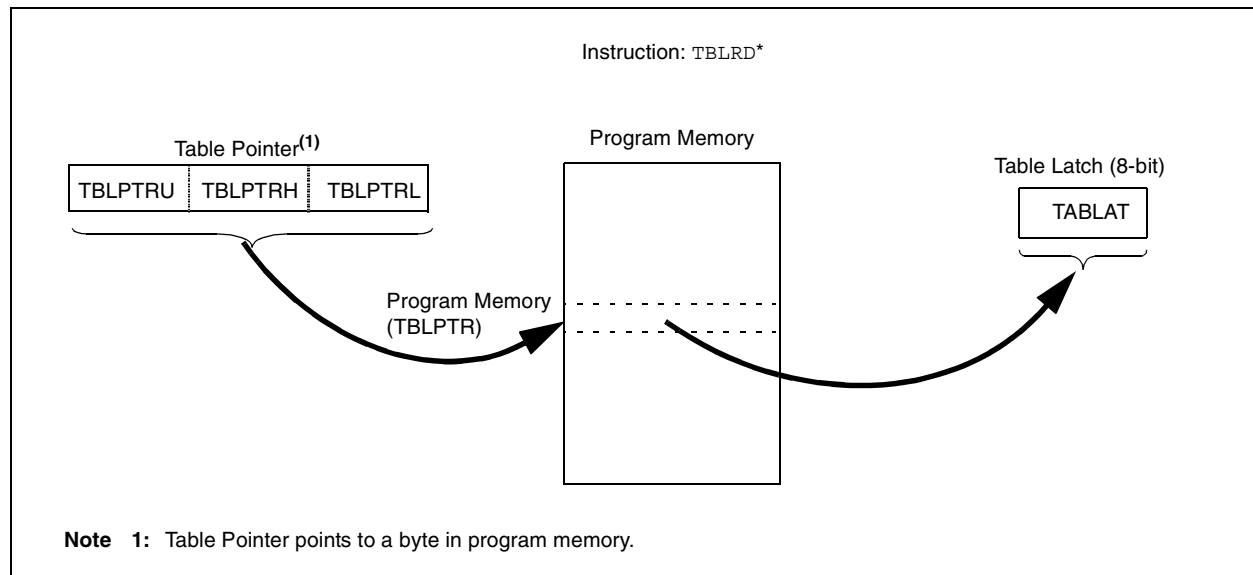 Instruction: TBLRD*
Table Pointer(1)
TBLPTRU TBLPTRH TBLPTRL
Program Memory
Table Latch (8-bit)
TABLAT
Program Memory
(TBLPTR)
Note 1: Table Pointer points to a byte in program memory.